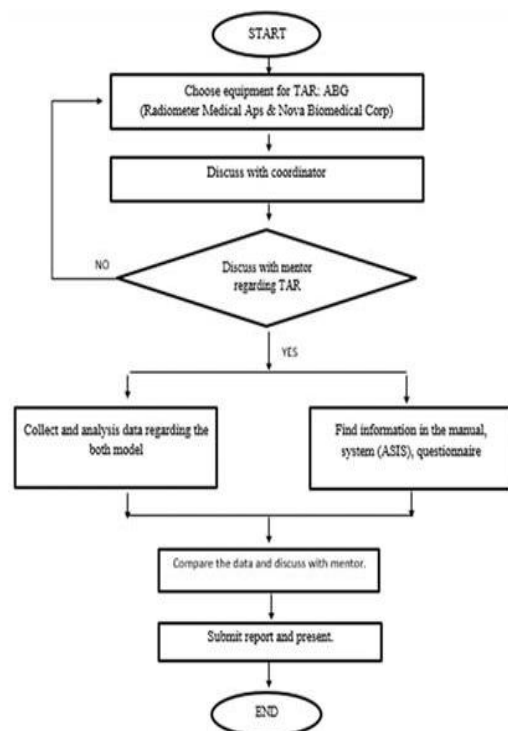 START
Choose equipment for TAR: ABG
(Radiometer Medical Aps & Nova Biomedical Corp)
Discuss with coordinator
NO
Discuss with mentor
regarding TAR
YES
Collect and analysis data regarding the
both model
Find information in the manual,
system (ASIS), questionnaire
Compare the data and discuss with mentor.
Submit report and present.
END